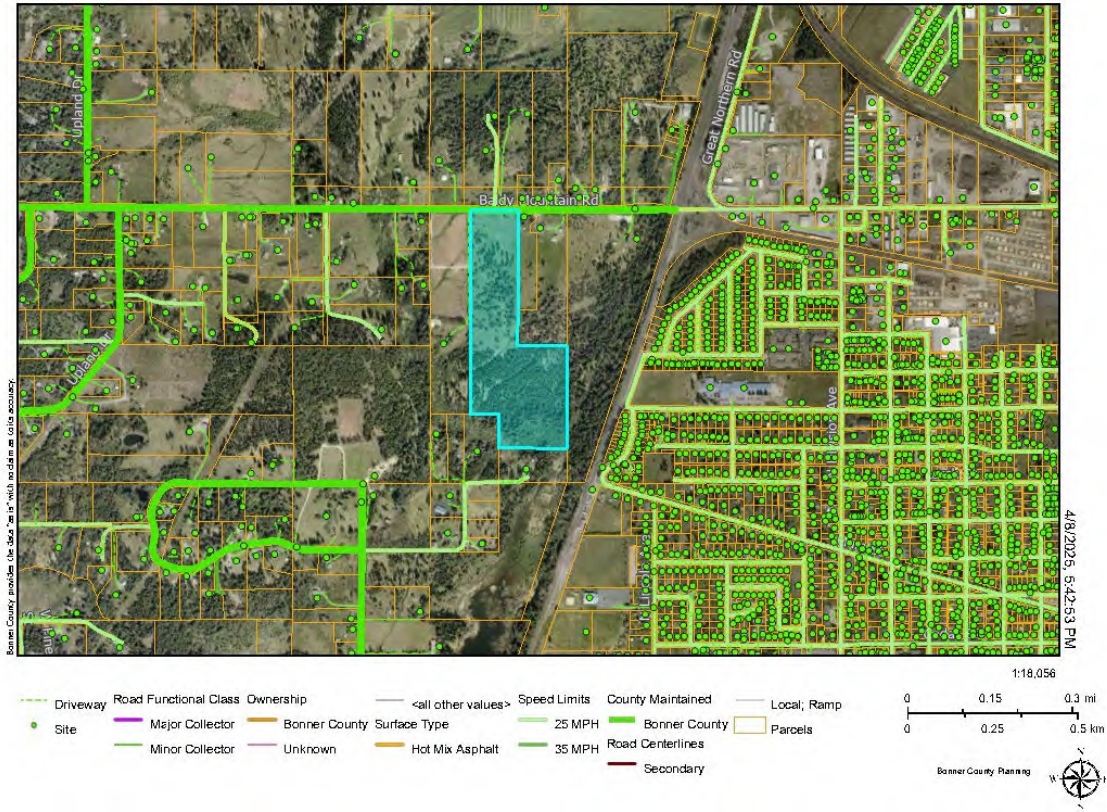 Upland Dr
Great Northern Rd
Baldy Mountain Rd
Upland Dr
Bonner County provides the data "as is" with no claim as to its accuracy.
4/8/2025, 5:42:53 PM
1:18,056
Driveway
Site
Road Functional Class
Major Collector
Minor Collector
Ownership
Bonner County
Unknown
<all other values>
Surface Type
Hot Mix Asphalt
Speed Limits
25 MPH
35 MPH
County Maintained
Bonner County
Road Centerlines
Secondary
Local; Ramp
Parcels
0 0.15 0.3 mi
0 0.25 0.5 km
Bonner County Planning